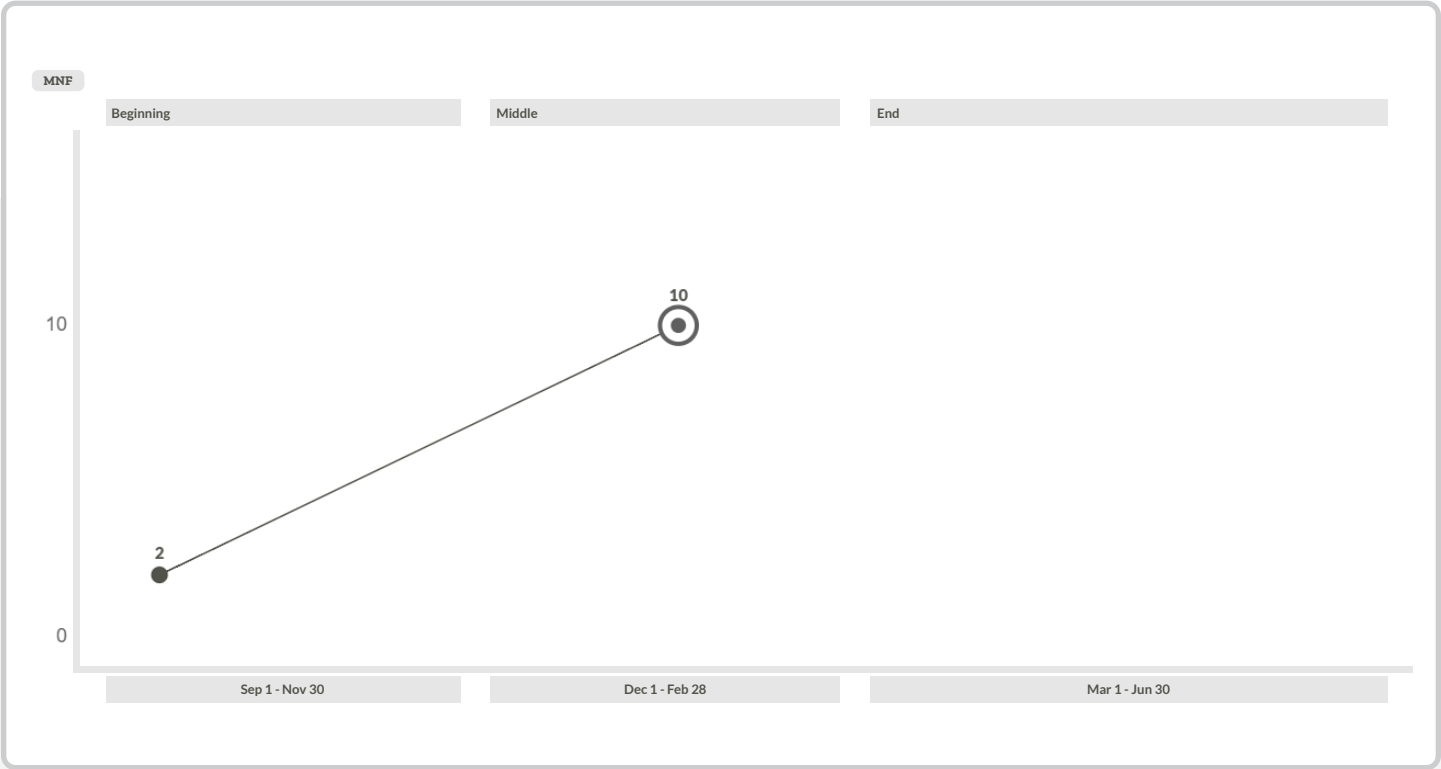 MNF
Beginning
Middle
End
10
10
2
0
Sep 1 - Nov 30
Dec 1 - Feb 28
Mar 1 - Jun 30